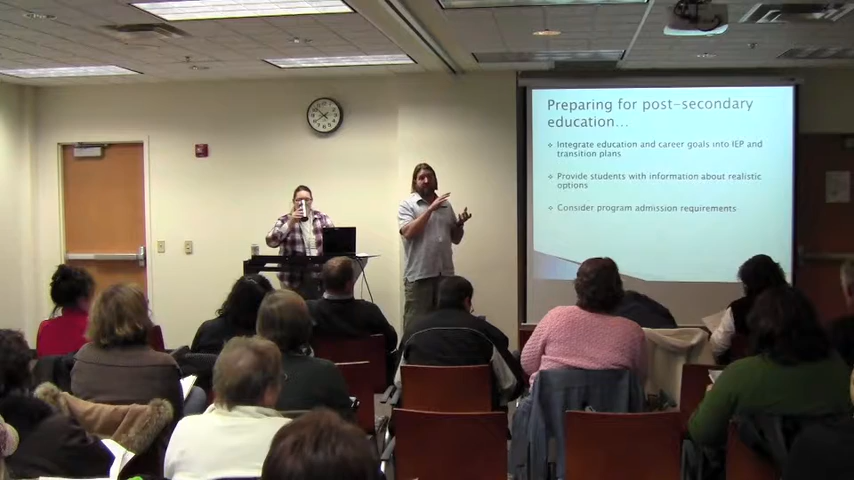 Preparing for post-secondary
education…
Integrate education and career goals into IEP and
transition plans
Provide students with information about realistic
options
Consider program admission requirements